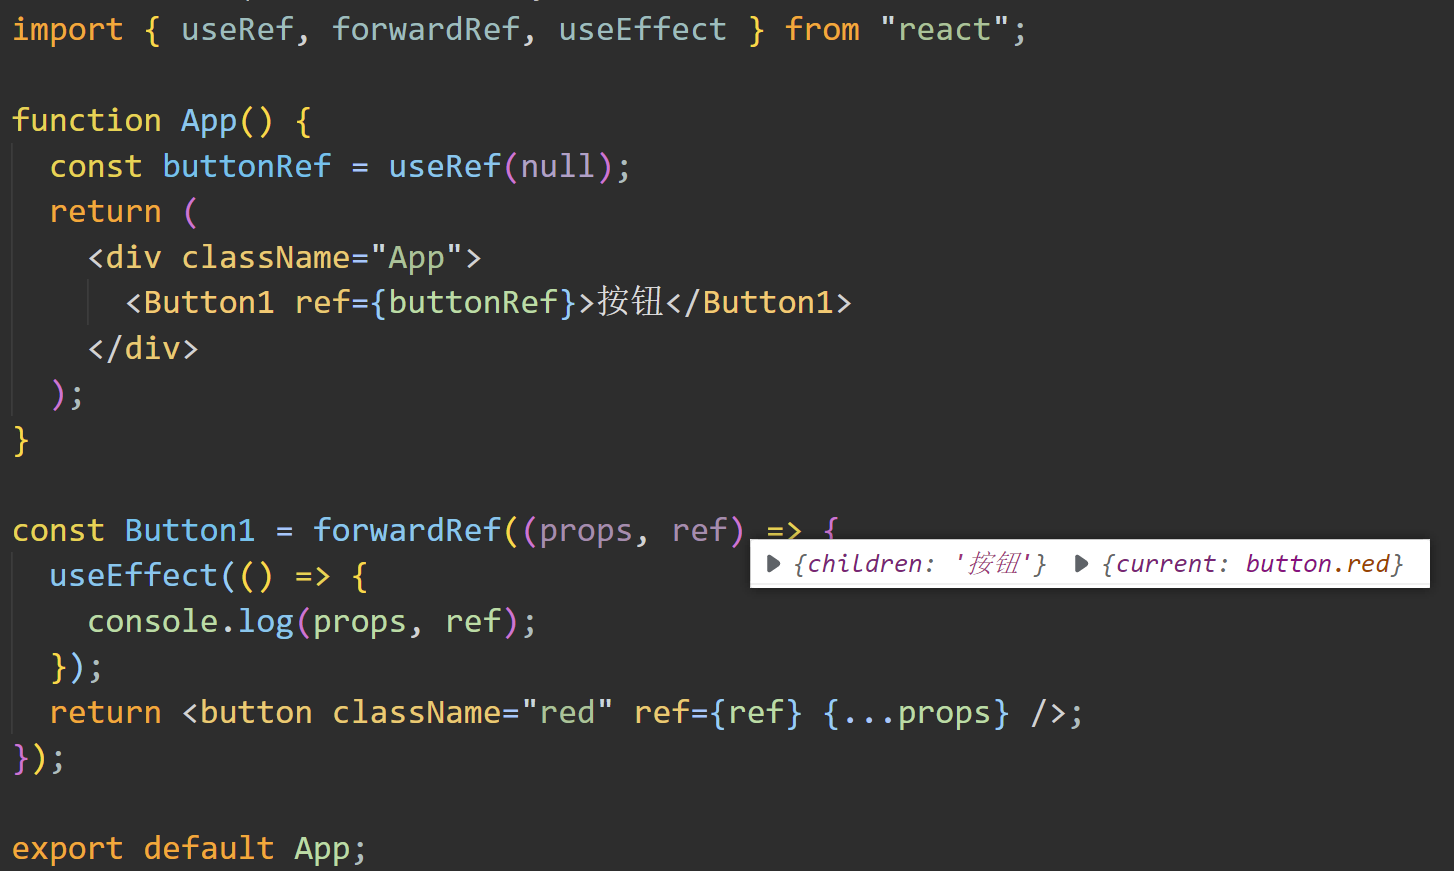 import { useRef, forwardRef, useEffect } from "react";
function App() {
  const buttonRef = useRef(null);
  return (
    <div className="App">
      <Button1 ref={buttonRef}>按钮</Button1>
    </div>
  );
}
const Button1 = forwardRef((props, ref) => {
{children: '按钮'} {current: button.red}
  useEffect(() => {
    console.log(props, ref);
  });
  return <button className="red" ref={ref} {...props} />;
});
export default App;